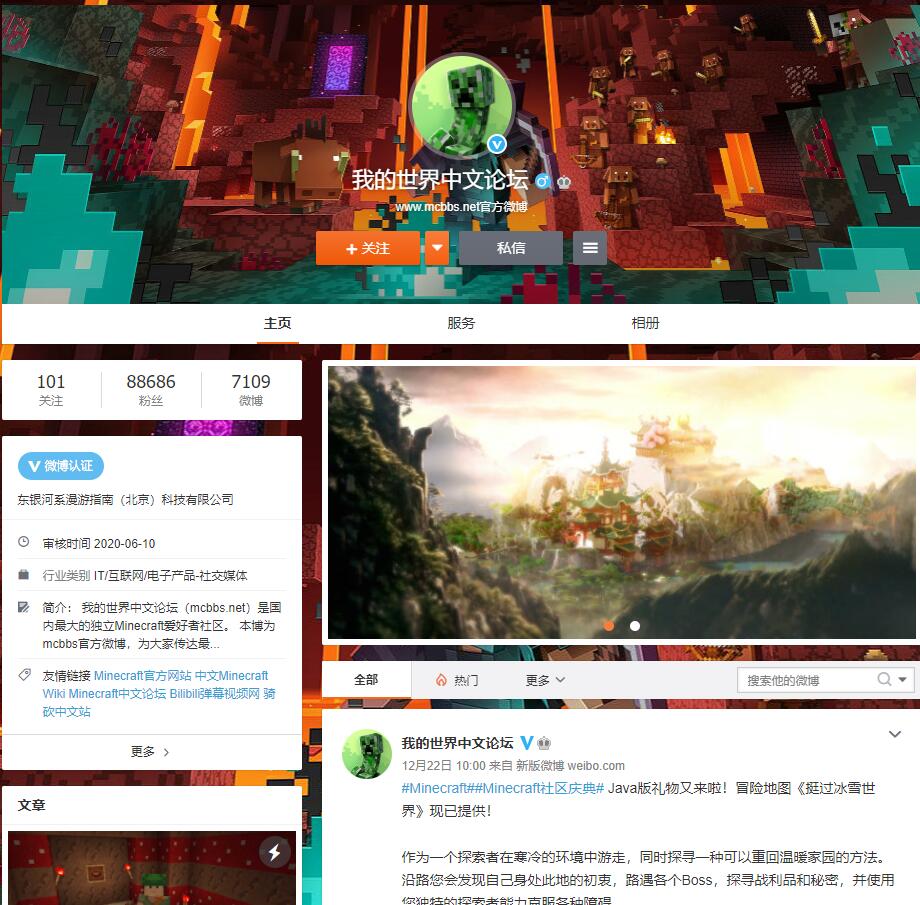 我的世界中文论坛
www.mcbbs.net官方微博
+ 关注
私信
主页
服务
相册
101
关注
88686
粉丝
7109
微博
V 微博认证
东银河系漫游指南（北京）科技有限公司
审核时间 2020-06-10
行业类别 IT/互联网/电子产品-社交媒体
简介： 我的世界中文论坛（mcbbs.net）是国
内最大的独立Minecraft爱好者社区。 本博为
mcbbs官方微博，为大家传达最...
友情链接 Minecraft官方网站 中文Minecraft
Wiki Minecraft中文论坛 Bilibili弹幕视频网 骑
砍中文站
更多
文章
全部
热门
更多
搜索他的微博
我的世界中文论坛
12月22日 10:00 来自 新版微博 weibo.com
#Minecraft##Minecraft社区庆典# Java版礼物又来啦！冒险地图《挺过冰雪世
界》现已提供！
作为一个探索者在寒冷的环境中游走，同时探寻一种可以重回温暖家园的方法。
沿路您会发现自己身处此地的初衷，路遇各个Boss，探寻战利品和秘密，并使用
您独特的探索者能力克服各种障碍